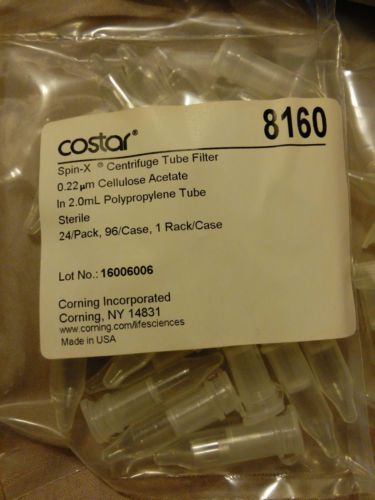 costar® 8160
Spin-X ® Centrifuge Tube Filter
0.22µm Cellulose Acetate
In 2.0mL Polypropylene Tube
Sterile
24/Pack, 96/Case, 1 Rack/Case
Lot No.: 16006006
Corning Incorporated
Corning, NY 14831
www.corning.com/lifesciences
Made in USA